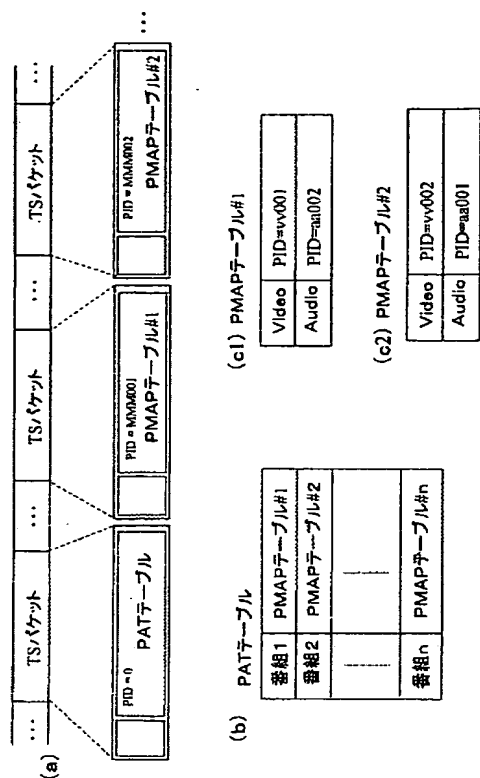 (a)
... TSパケット ... TSパケット ... TSパケット ...
PID = 0
PATテーブル
PID = MMM001
PMAPテーブル#1
PID = MMM002
PMAPテーブル#2
...
(b) PATテーブル
番組1 PMAPテーブル#1
番組2 PMAPテーブル#2
番組n PMAPテーブル#n
(c1) PMAPテーブル#1
Video PID=vv001
Audio PID=aa002
(c2) PMAPテーブル#2
Video PID=vv002
Audio PID=aa001